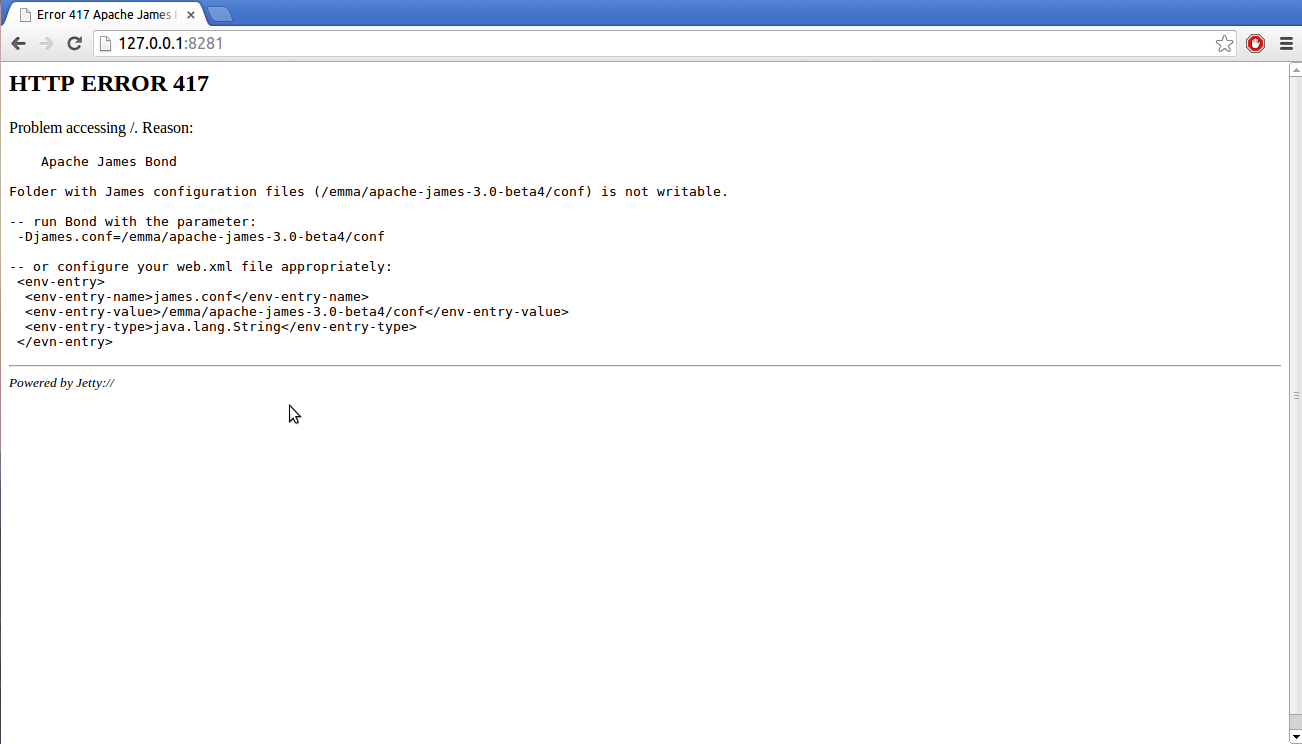 Error 417 Apache James
127.0.0.1:8281
HTTP ERROR 417
Problem accessing /. Reason:
Apache James Bond
Folder with James configuration files (/emma/apache-james-3.0-beta4/conf) is not writable.
-- run Bond with the parameter:
-Djames.conf=/emma/apache-james-3.0-beta4/conf
-- or configure your web.xml file appropriately:
<env-entry>
<env-entry-name>james.conf</env-entry-name>
<env-entry-value>/emma/apache-james-3.0-beta4/conf</env-entry-value>
<env-entry-type>java.lang.String</env-entry-type>
</evn-entry>
Powered by Jetty://